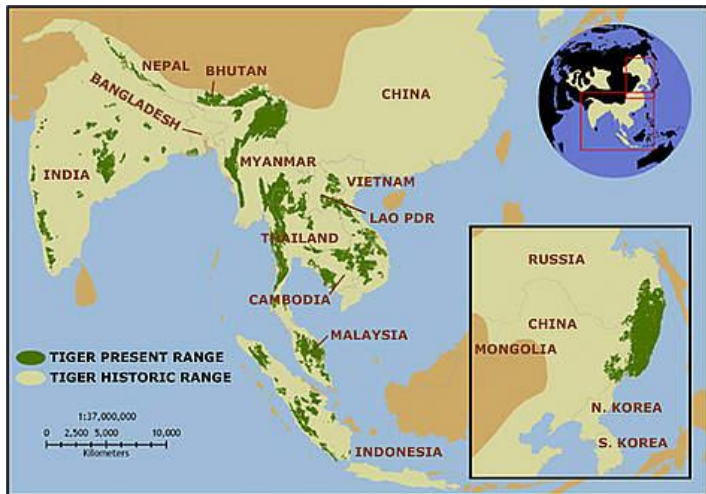 NEPAL
BHUTAN
BANGLADESH
CHINA
INDIA
MYANMAR
VIETNAM
LAO PDR
THAILAND
CAMBODIA
MALAYSIA
INDONESIA
TIGER PRESENT RANGE
TIGER HISTORIC RANGE
1:37,000,000
0 2,500 5,000 10,000
Kilometers
RUSSIA
CHINA
MONGOLIA
N. KOREA
S. KOREA